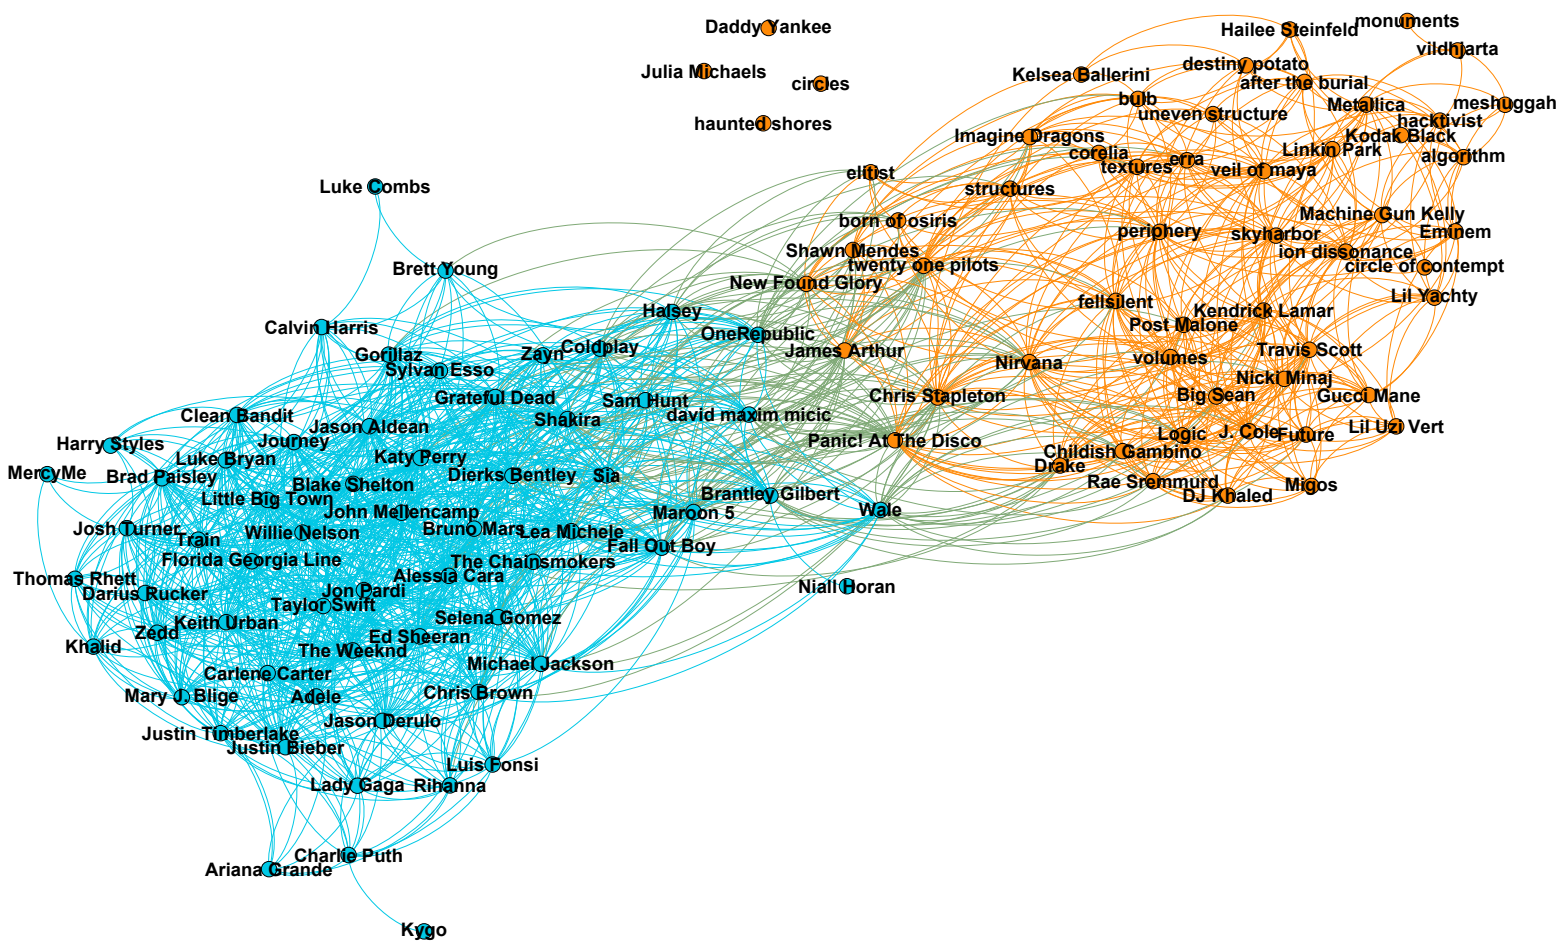 Daddy Yankee
Hailee Steinfeld
monuments
vildhjarta
Julia Michaels
circles
Kelsea Ballerini
destiny potato
after the burial
bulb
uneven structure
Metallica
meshuggah
hacktivist
haunted shores
Imagine Dragons
Kodak Black
corelia
textures
erra
veil of maya
Linkin Park
algorithm
elitist
structures
Luke Combs
born of osiris
Machine Gun Kelly
periphery
skyharbor
Eminem
Shawn Mendes
twenty one pilots
ion dissonance
circle of contempt
Brett Young
New Found Glory
fellsilent
Lil Yachty
Calvin Harris
Halsey
OneRepublic
Kendrick Lamar
Post Malone
Gorillaz
Sylvan Esso
Zayn
Coldplay
James Arthur
Nirvana
volumes
Travis Scott
Nicki Minaj
Grateful Dead
Sam Hunt
Chris Stapleton
Big Sean
Gucci Mane
Clean Bandit
Jason Aldean
Shakira
david maxim micic
Harry Styles
Journey
Panic! At The Disco
Logic
J. Cole
Future
Lil Uzi Vert
Luke Bryan
Katy Perry
Childish Gambino
Drake
MercyMe
Brad Paisley
Blake Shelton
Dierks Bentley
Sia
Rae Sremmurd
Migos
Little Big Town
Brantley Gilbert
DJ Khaled
John Mellencamp
Maroon 5
Wale
Josh Turner
Train
Willie Nelson
Bruno Mars
Lea Michele
Fall Out Boy
Florida Georgia Line
The Chainsmokers
Thomas Rhett
Darius Rucker
Alessia Cara
Niall Horan
Jon Pardi
Taylor Swift
Keith Urban
Selena Gomez
Zedd
Ed Sheeran
Khalid
The Weeknd
Carlene Carter
Michael Jackson
Mary J. Blige
Adele
Chris Brown
Justin Timberlake
Jason Derulo
Justin Bieber
Luis Fonsi
Lady Gaga
Rihanna
Charlie Puth
Ariana Grande
Kygo